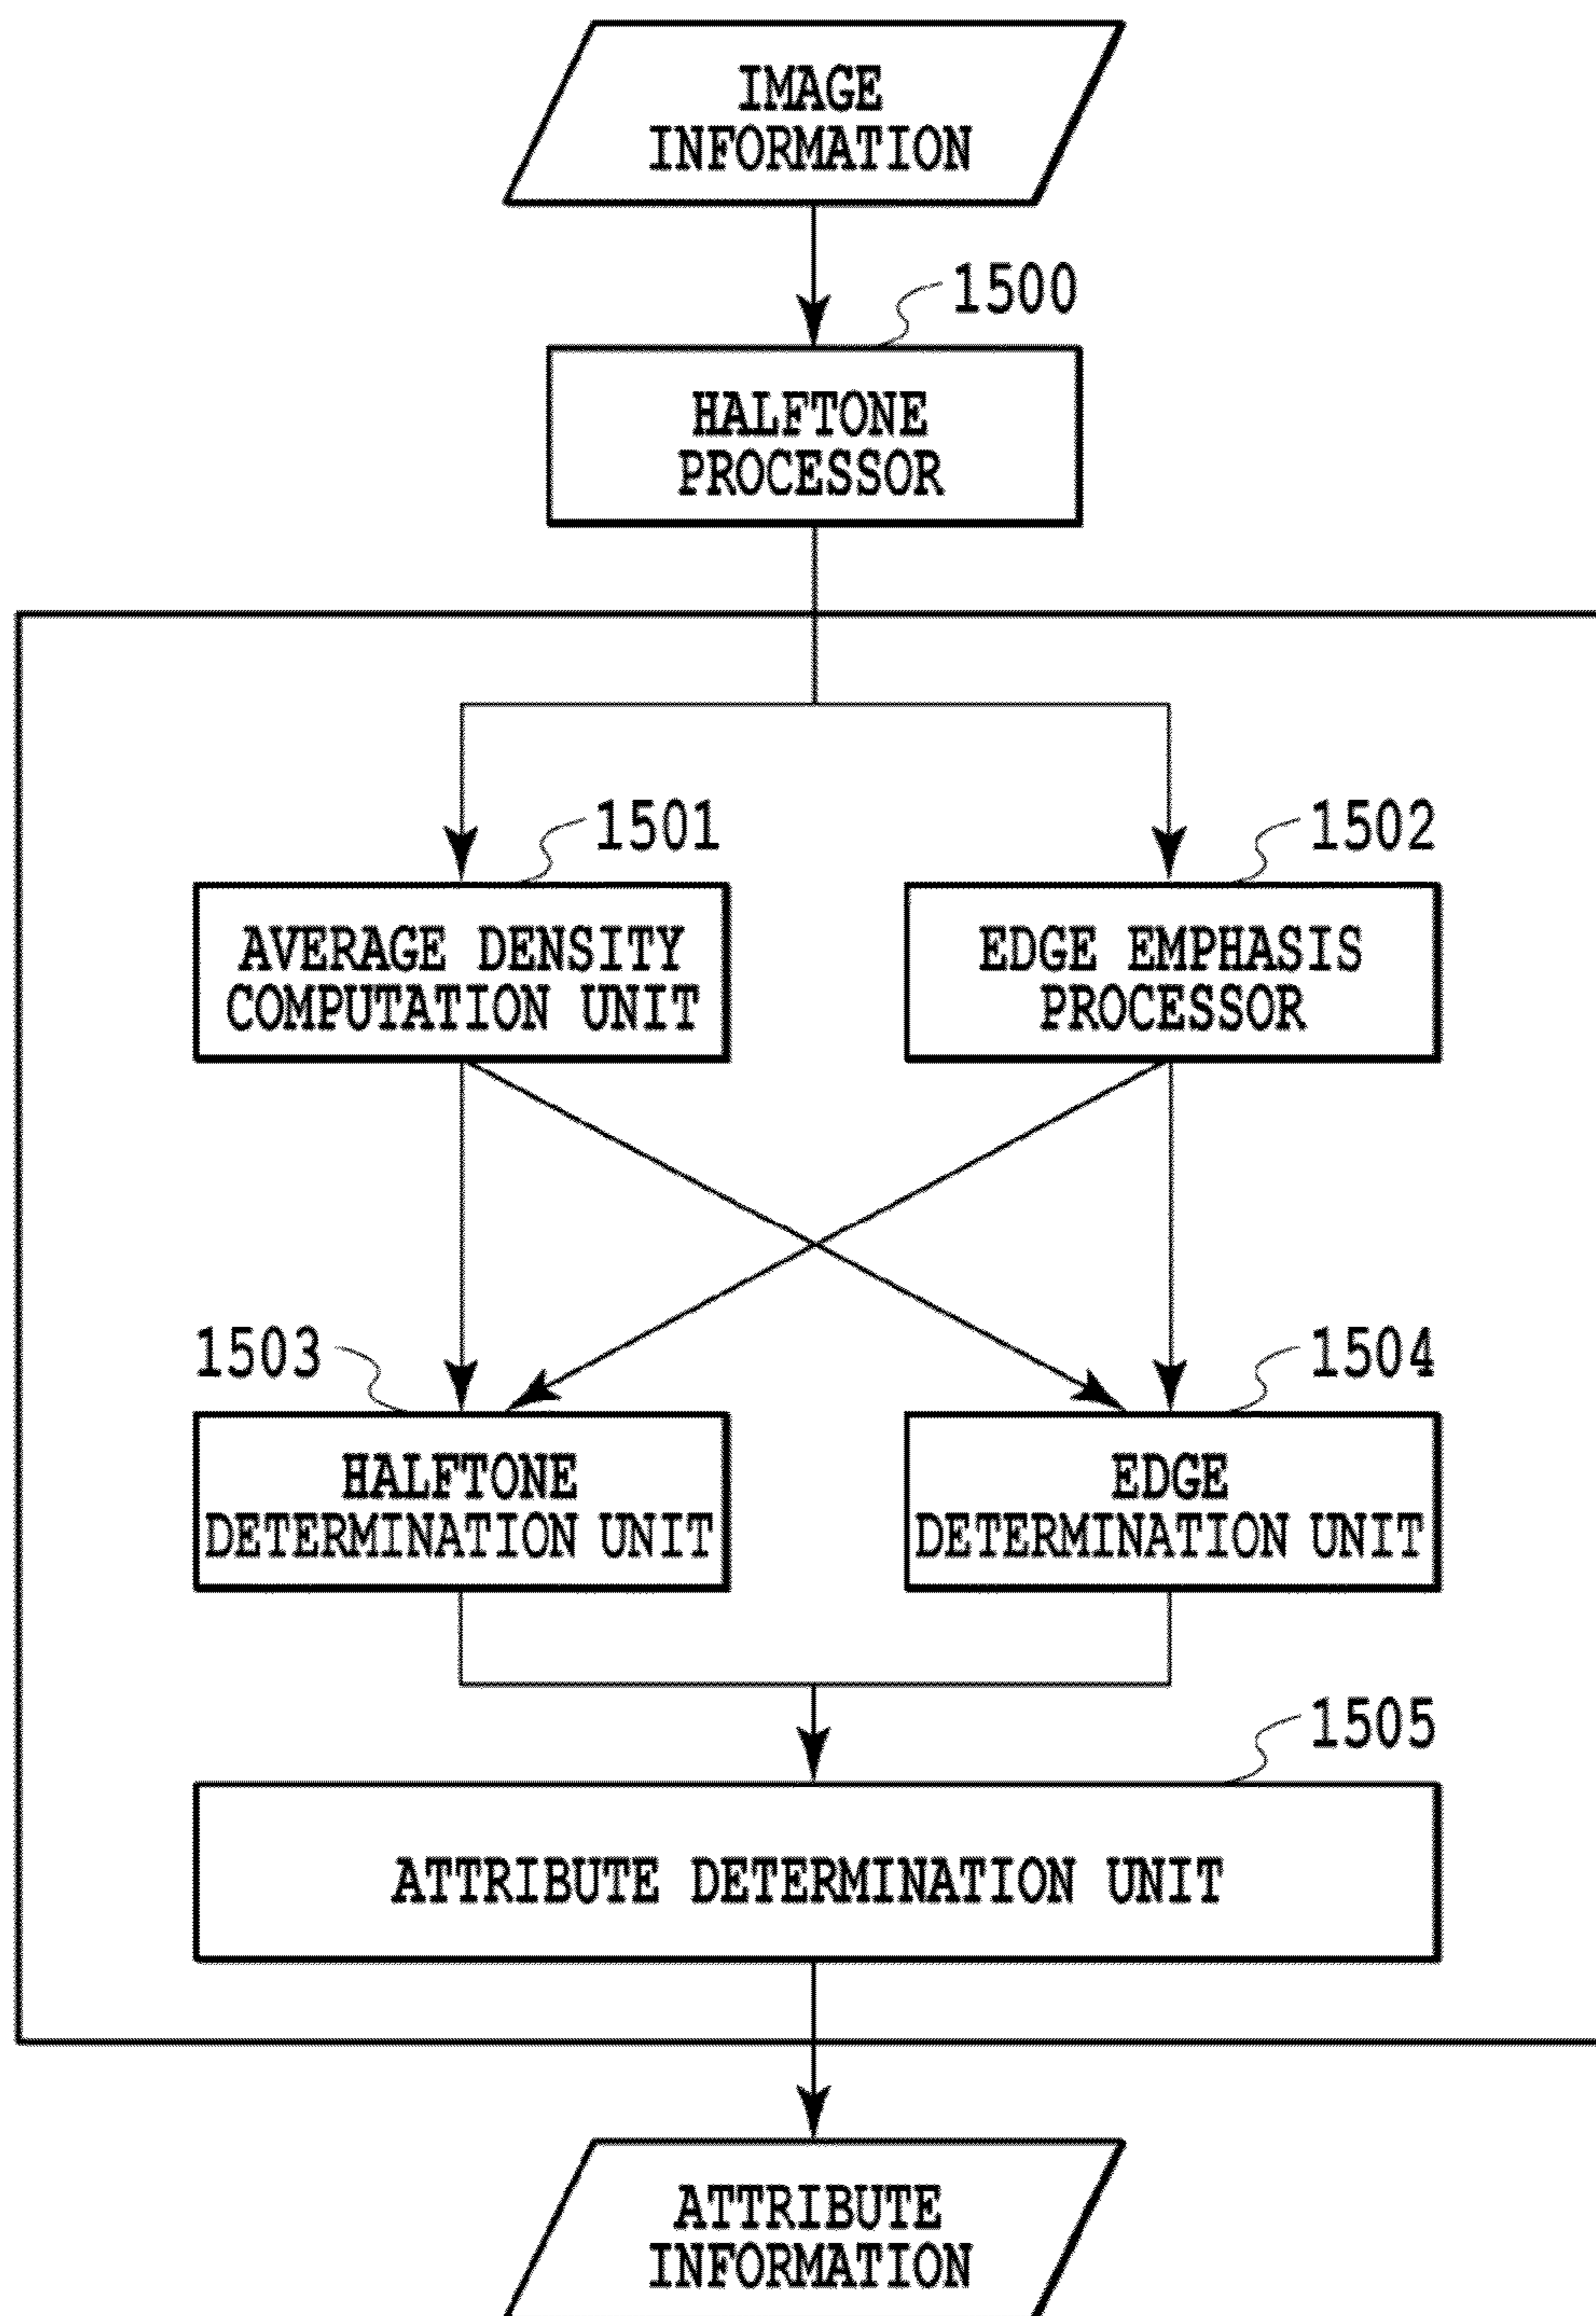 IMAGE
INFORMATION
1500
HALFTONE
PROCESSOR
1501
1502
AVERAGE DENSITY
COMPUTATION UNIT
EDGE EMPHASIS
PROCESSOR
1503
1504
HALFTONE
DETERMINATION UNIT
EDGE
DETERMINATION UNIT
1505
ATTRIBUTE DETERMINATION UNIT
ATTRIBUTE
INFORMATION